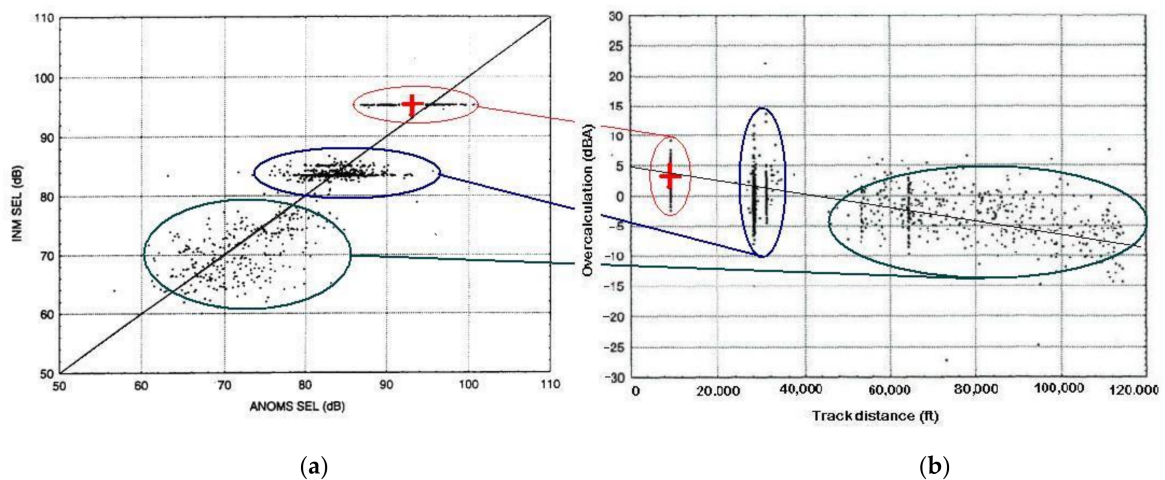 110
100
90
80
70
60
50
INM SEL (dB)
50 60 70 80 90 100 110
ANOMS SEL (dB)
(a)
30
25
20
15
10
5
0
-5
-10
-15
-20
-25
-30
Overcalculation (dBA)
0 20.000 40,000 60,000 80,000 100,000 120.000
Track distance (ft)
(b)